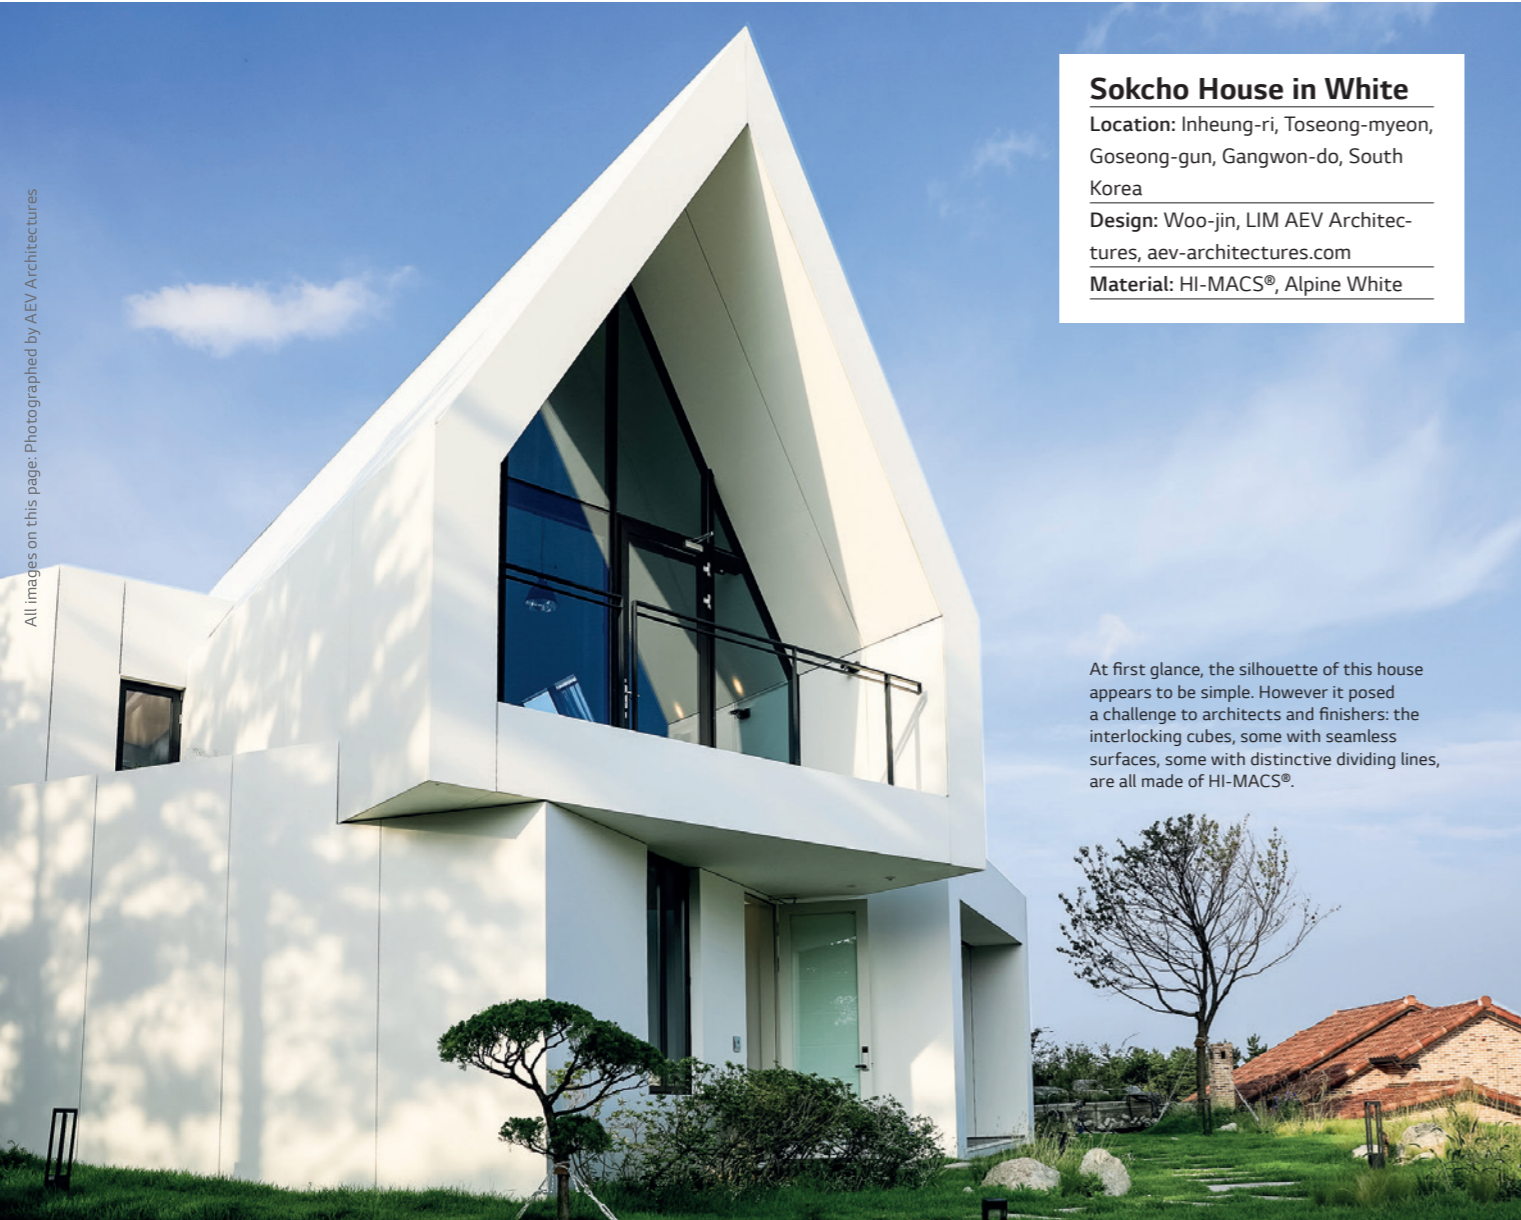 Sokcho House in White
Location: Inheung-ri, Toseong-myeon,
Goseong-gun, Gangwon-do, South
Korea
Design: Woo-jin, LIM AEV Architec-
tures, aev-architectures.com
Material: HI-MACS®, Alpine White
All images on this page: Photographed by AEV Architectures
At first glance, the silhouette of this house
appears to be simple. However it posed
a challenge to architects and finishers: the
interlocking cubes, some with seamless
surfaces, some with distinctive dividing lines,
are all made of HI-MACS®.